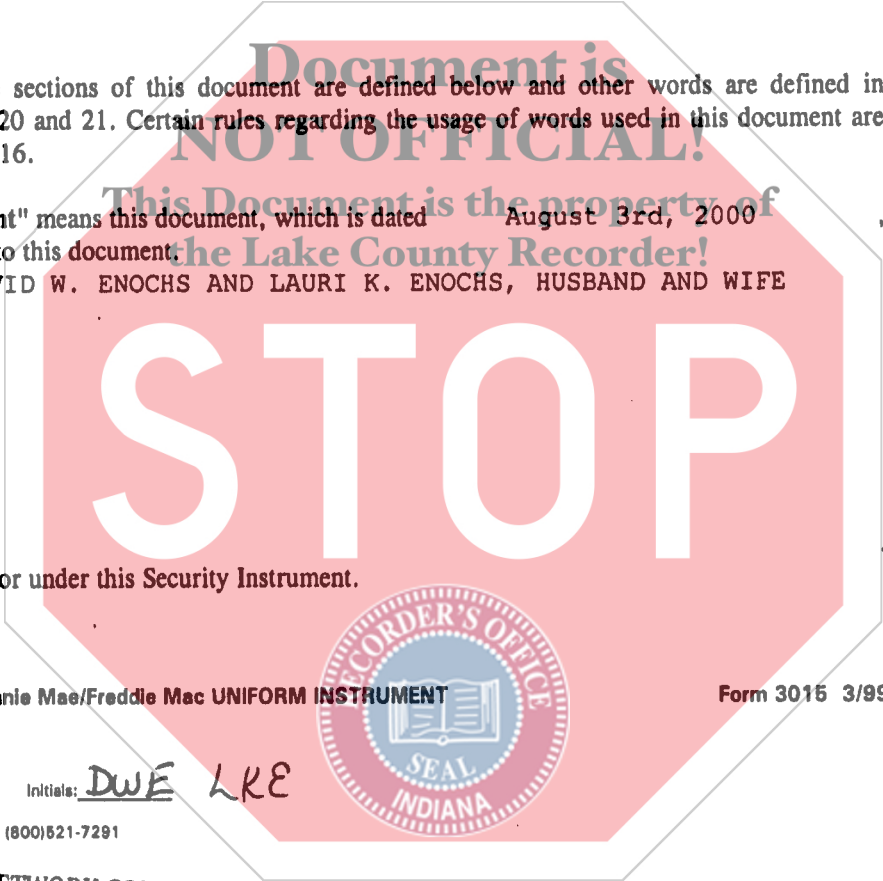 Document is
sections of this document are defined below and other words are defined in
20 and 21. Certain rules regarding the usage of words used in this document are
NOT OFFICIAL!
16.
This Document is the property of
nt" means this document, which is dated August 3rd, 2000 ,
o this document.
the Lake County Recorder!
VID W. ENOCHS AND LAURI K. ENOCHS, HUSBAND AND WIFE
STOP
or under this Security Instrument.
RECORDER'S OFFICE
nnie Mae/Freddie Mac UNIFORM INSTRUMENT Form 3015 3/99
SEAL
INDIANA
Initials: DWE LKE
(800)521-7291